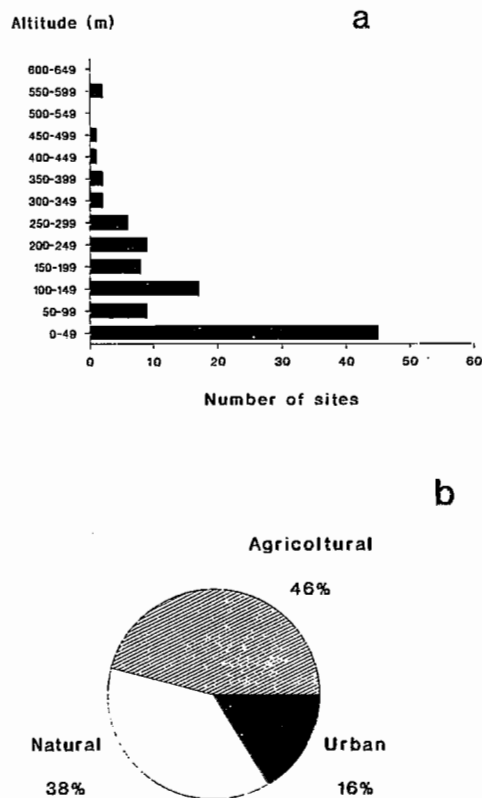 Altitude (m)
a
600-649
550-599
500-549
450-499
400-449
350-399
300-349
250-299
200-249
150-199
100-149
50-99
0-49
0 10 20 30 40 50 60
Number of sites
b
Agricoltural
46%
Natural
38%
Urban
16%